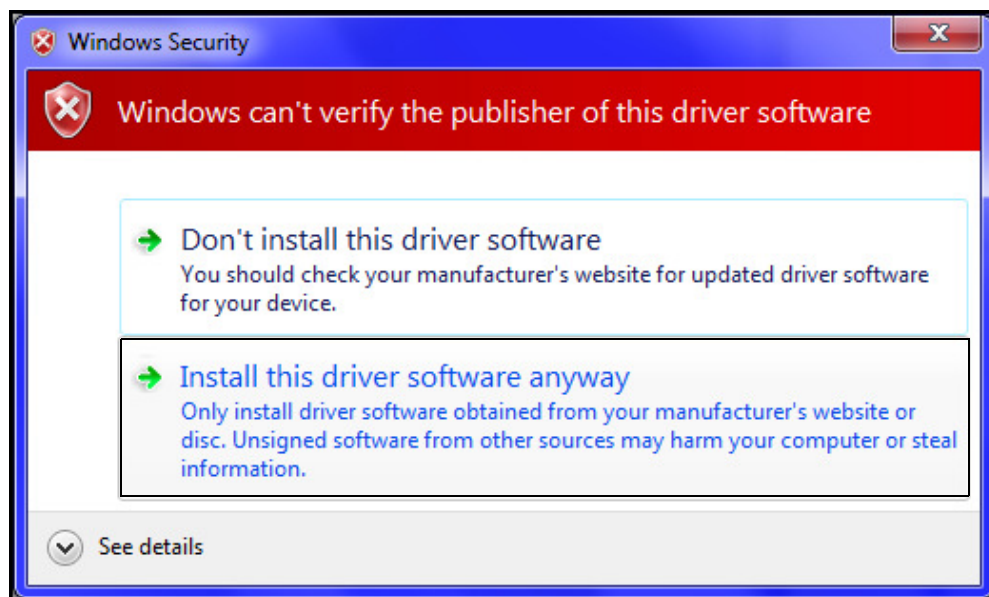 Windows Security
Windows can't verify the publisher of this driver software
Don't install this driver software
You should check your manufacturer's website for updated driver software
for your device.
Install this driver software anyway
Only install driver software obtained from your manufacturer's website or
disc. Unsigned software from other sources may harm your computer or steal
information.
See details